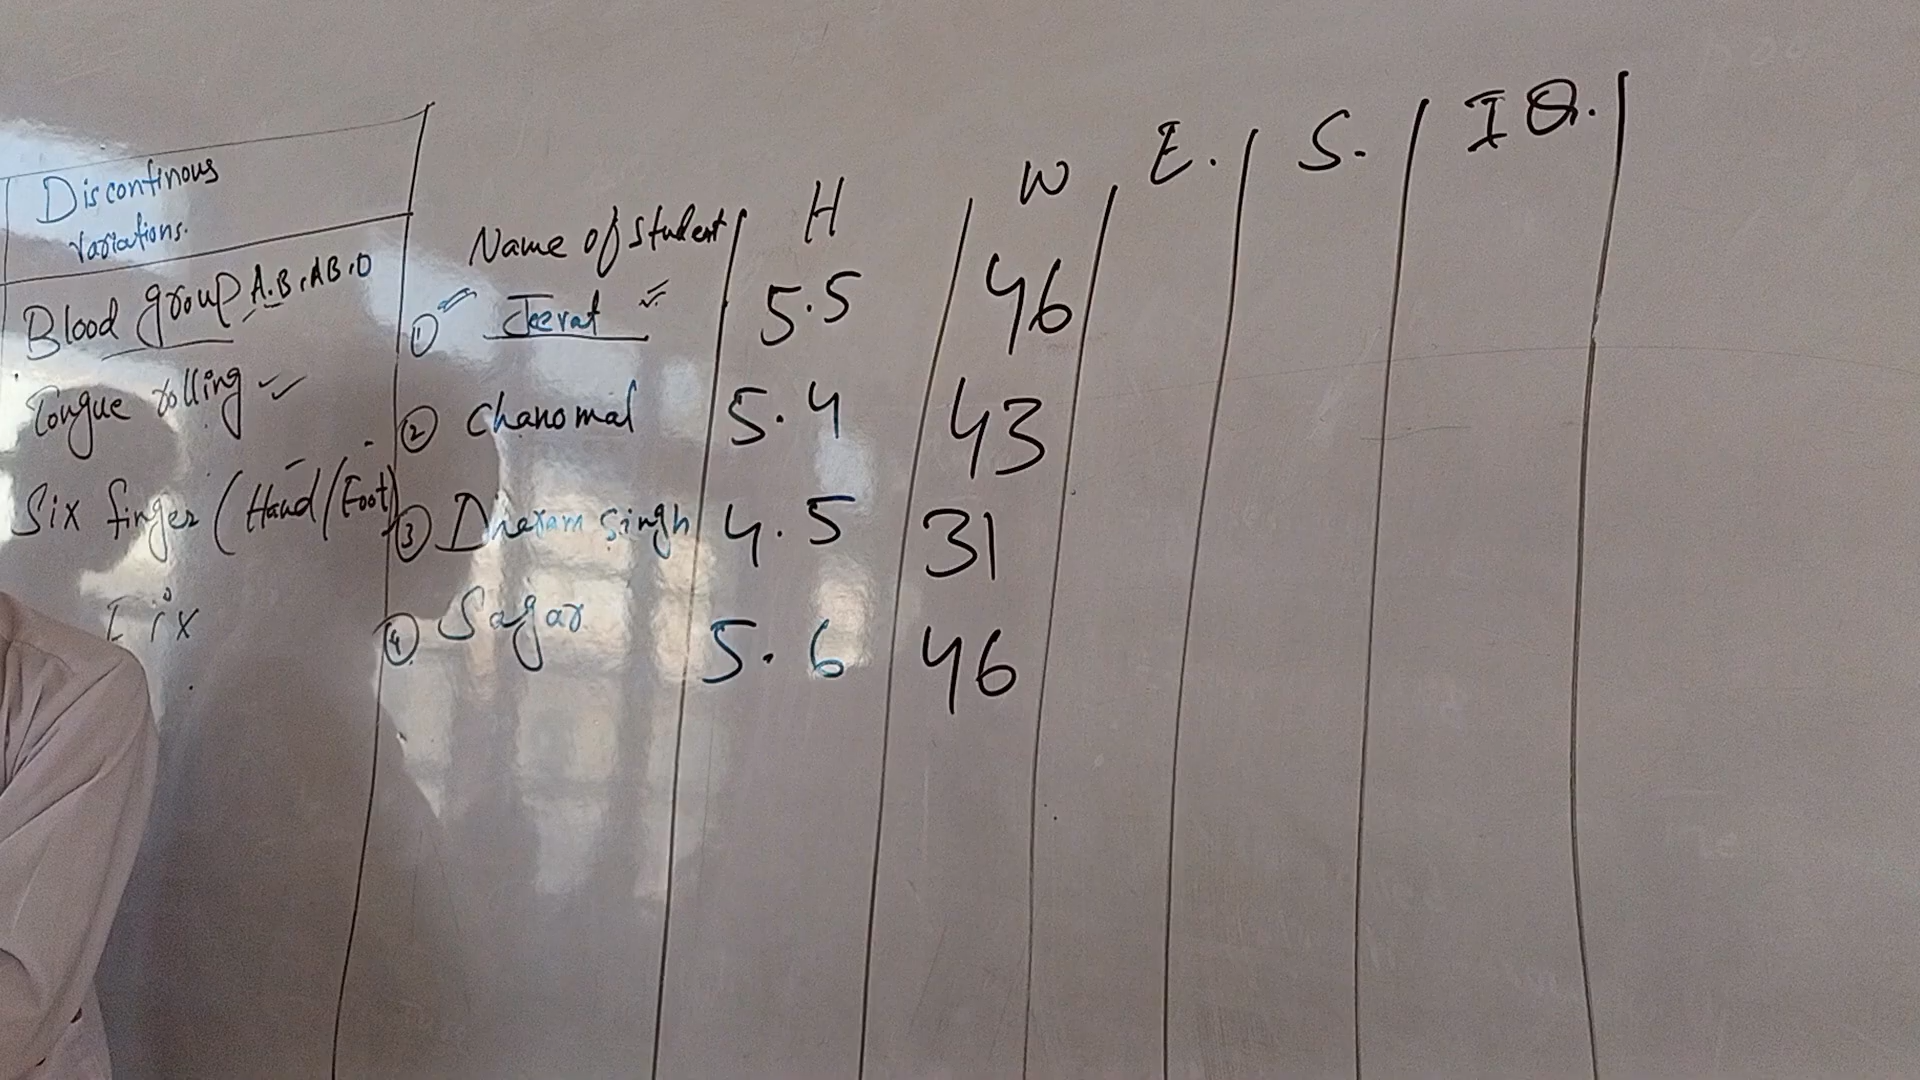 Discontinous
Variations.
Blood group A.B, AB, O
Tongue rolling ✓
Six finger (Hand/Foot)
Name of student H W E. S. I Q.
① Jeevat ✓ 5.5 46
② Chanomal 5.4 43
③ Dharam singh 4.5 31
④ Sagar 5.6 46